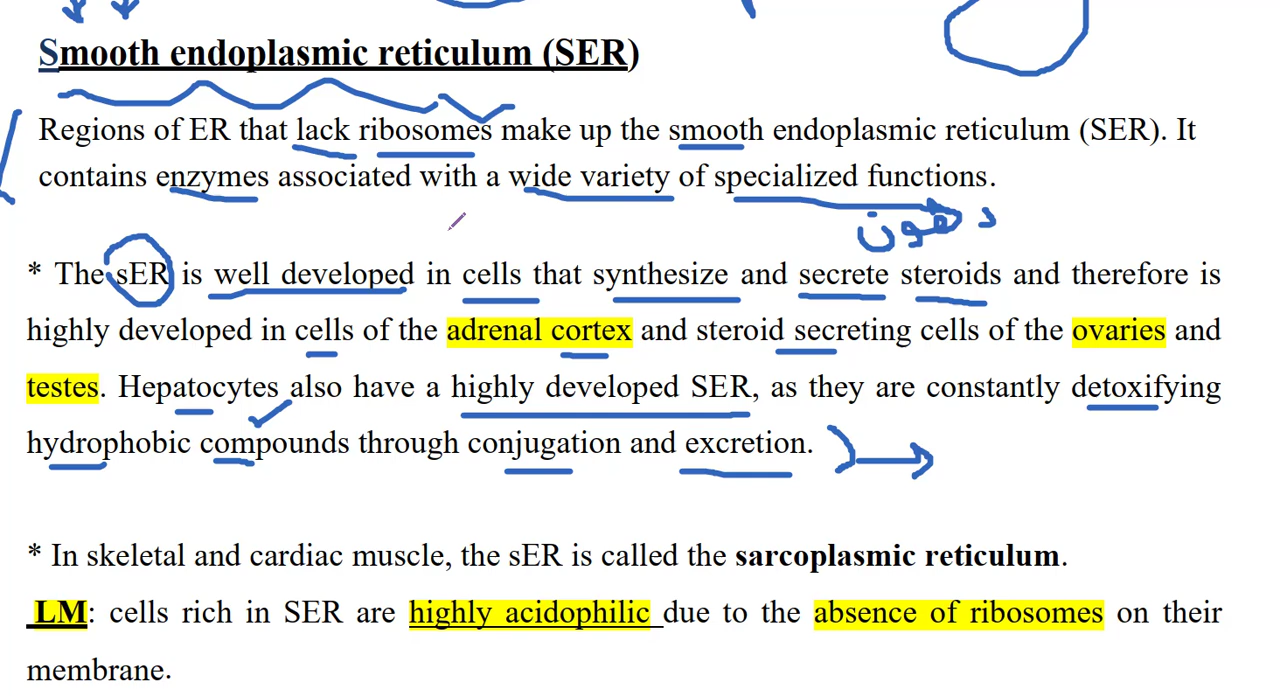 Smooth endoplasmic reticulum (SER)
Regions of ER that lack ribosomes make up the smooth endoplasmic reticulum (SER). It
contains enzymes associated with a wide variety of specialized functions.
* The sER is well developed in cells that synthesize and secrete steroids and therefore is
highly developed in cells of the adrenal cortex and steroid secreting cells of the ovaries and
testes. Hepatocytes also have a highly developed SER, as they are constantly detoxifying
hydrophobic compounds through conjugation and excretion.
* In skeletal and cardiac muscle, the sER is called the sarcoplasmic reticulum.
LM: cells rich in SER are highly acidophilic due to the absence of ribosomes on their
membrane.